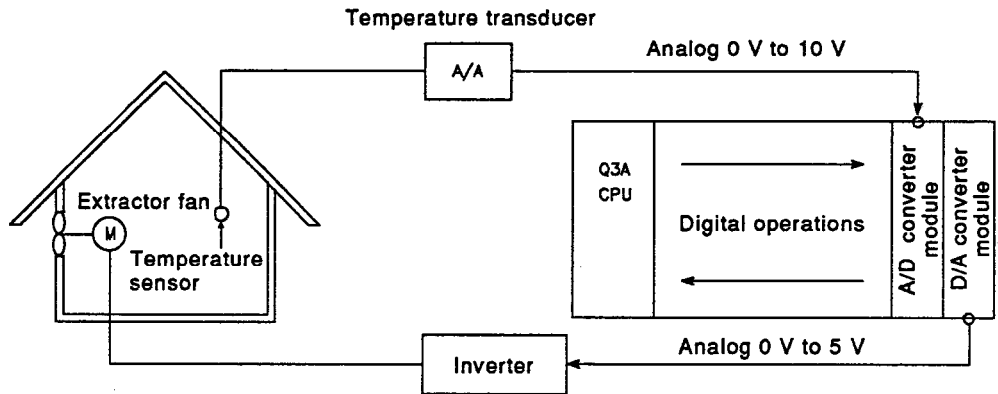 Temperature transducer
A/A
Analog 0 V to 10 V
Q3A
CPU
Digital operations
A/D converter
module
D/A converter
module
Extractor fan
M
Temperature
sensor
Inverter
Analog 0 V to 5 V